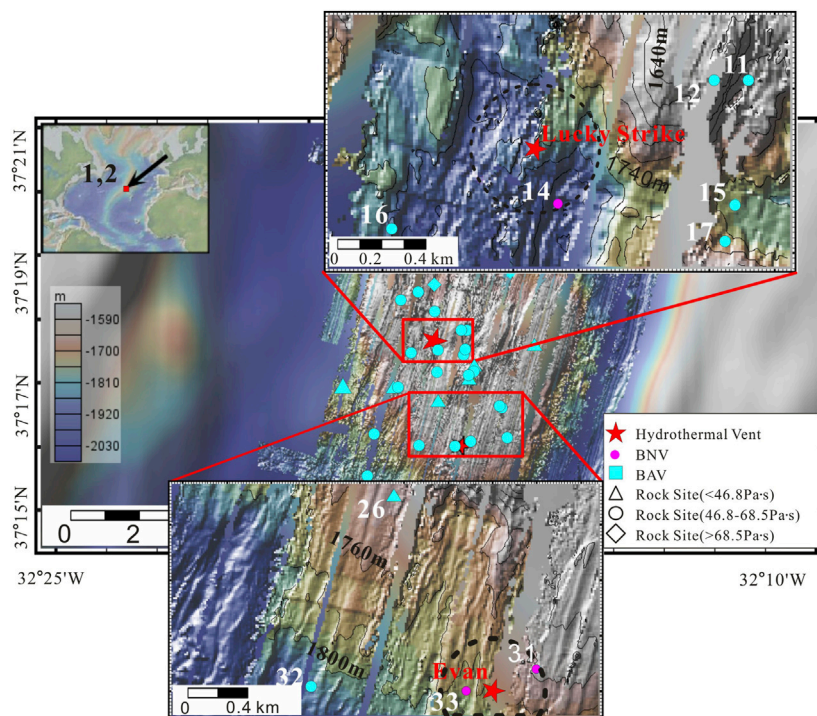 1640m
12
11
Lucky Strike
1740m
14
15
16
17
0 0.2 0.4 km
37°21'N
37°19'N
37°17'N
37°15'N
1,2
m
-1590
-1700
-1810
-1920
-2030
0 2
32°25'W
32°10'W
Hydrothermal Vent
BNV
BAV
Rock Site(<46.8Pa·s)
Rock Site(46.8-68.5Pa·s)
Rock Site(>68.5Pa·s)
26
1760m
1800m
32
Evan
31
33
0 0.4 km